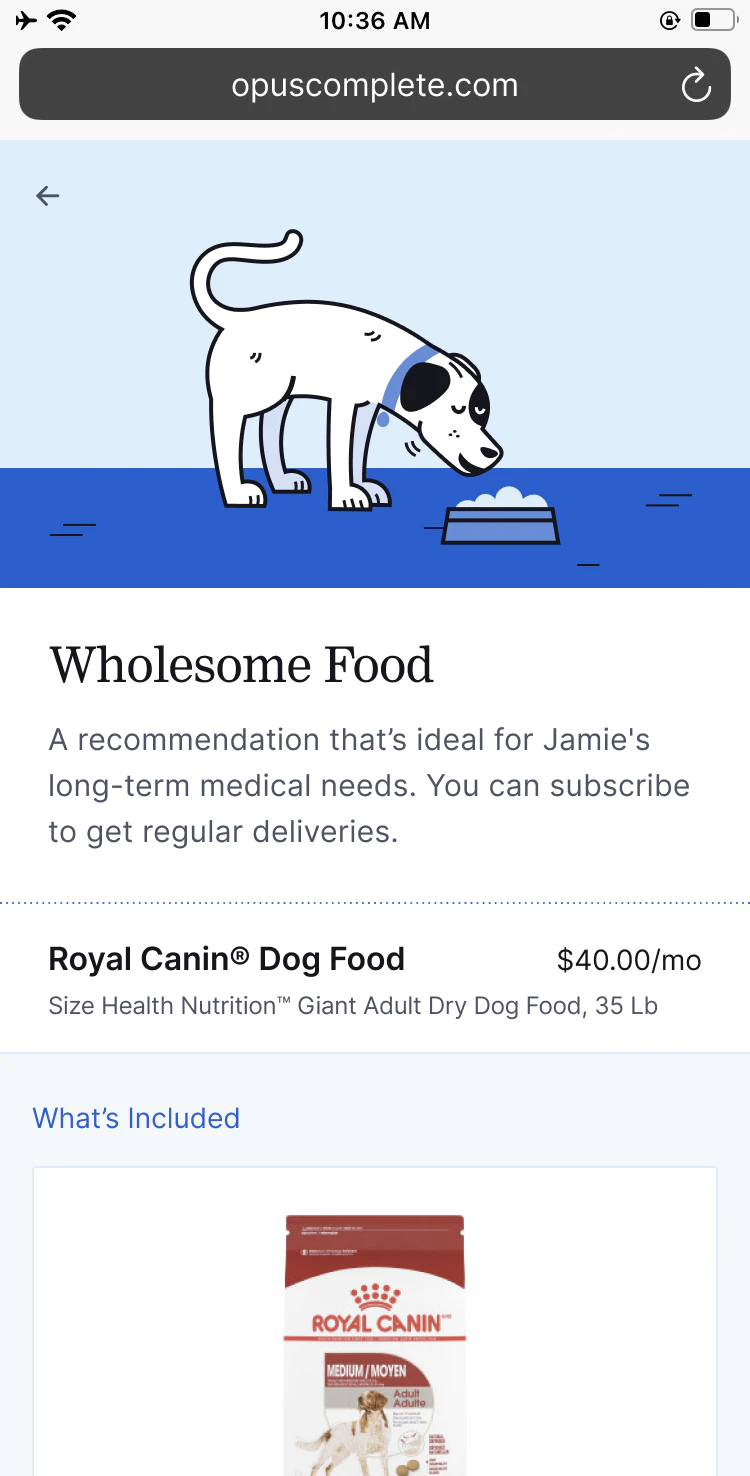 10:36 AM
opuscomplete.com
Wholesome Food
A recommendation that’s ideal for Jamie's
long-term medical needs. You can subscribe
to get regular deliveries.
Royal Canin® Dog Food
$40.00/mo
Size Health Nutrition™ Giant Adult Dry Dog Food, 35 Lb
What’s Included
ROYAL CANIN
MEDIUM / MOYEN
Adult
Adulte